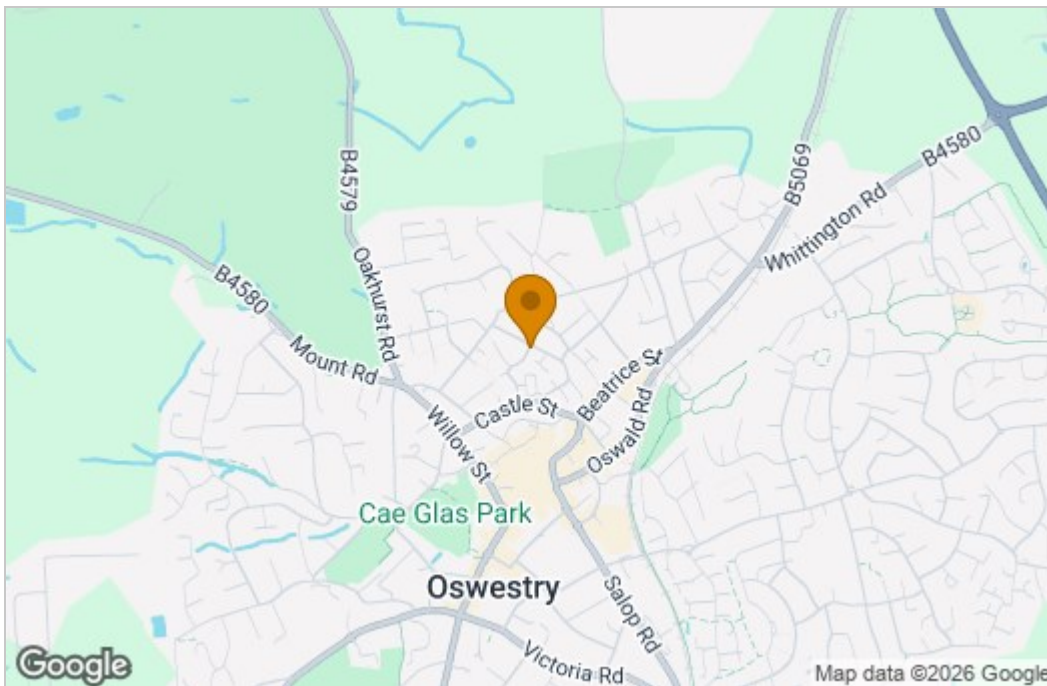 B4579
B5069
B4580
Whittington Rd
Oakhurst Rd
B4580
Mount Rd
Beatrice St
Castle St
Willow St
Oswald Rd
Cae Glas Park
Oswestry
Salop Rd
Victoria Rd
Google
Map data ©2026 Google